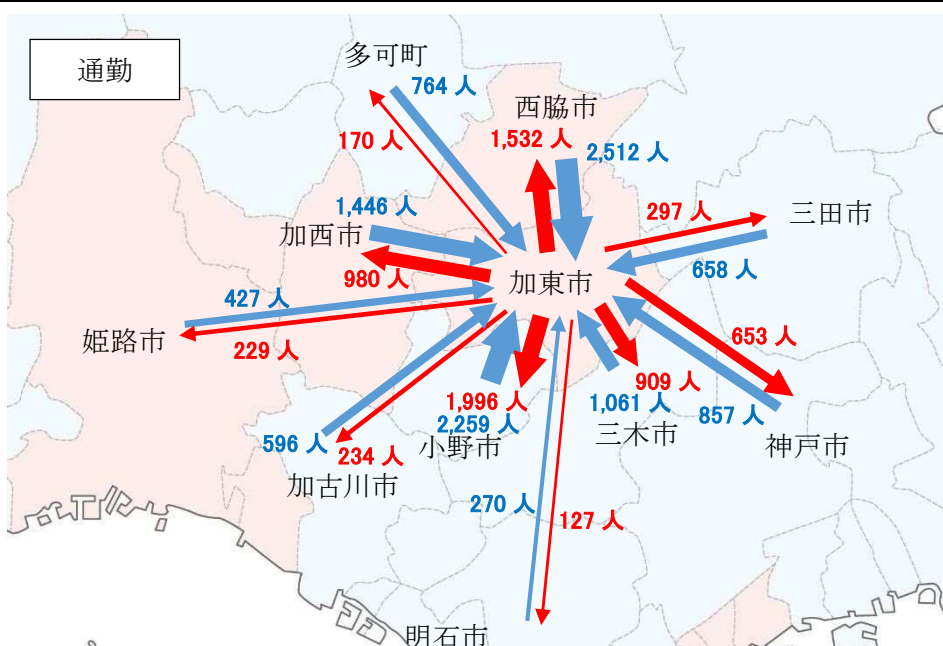 通勤
多可町
764 人
170 人
西脇市
1,532 人
2,512 人
1,446 人
加西市
980 人
297 人
三田市
658 人
加東市
427 人
姫路市
229 人
653 人
909 人
1,061 人
三木市
857 人
神戸市
1,996 人
2,259 人
小野市
596 人
234 人
加古川市
270 人
127 人
明石市